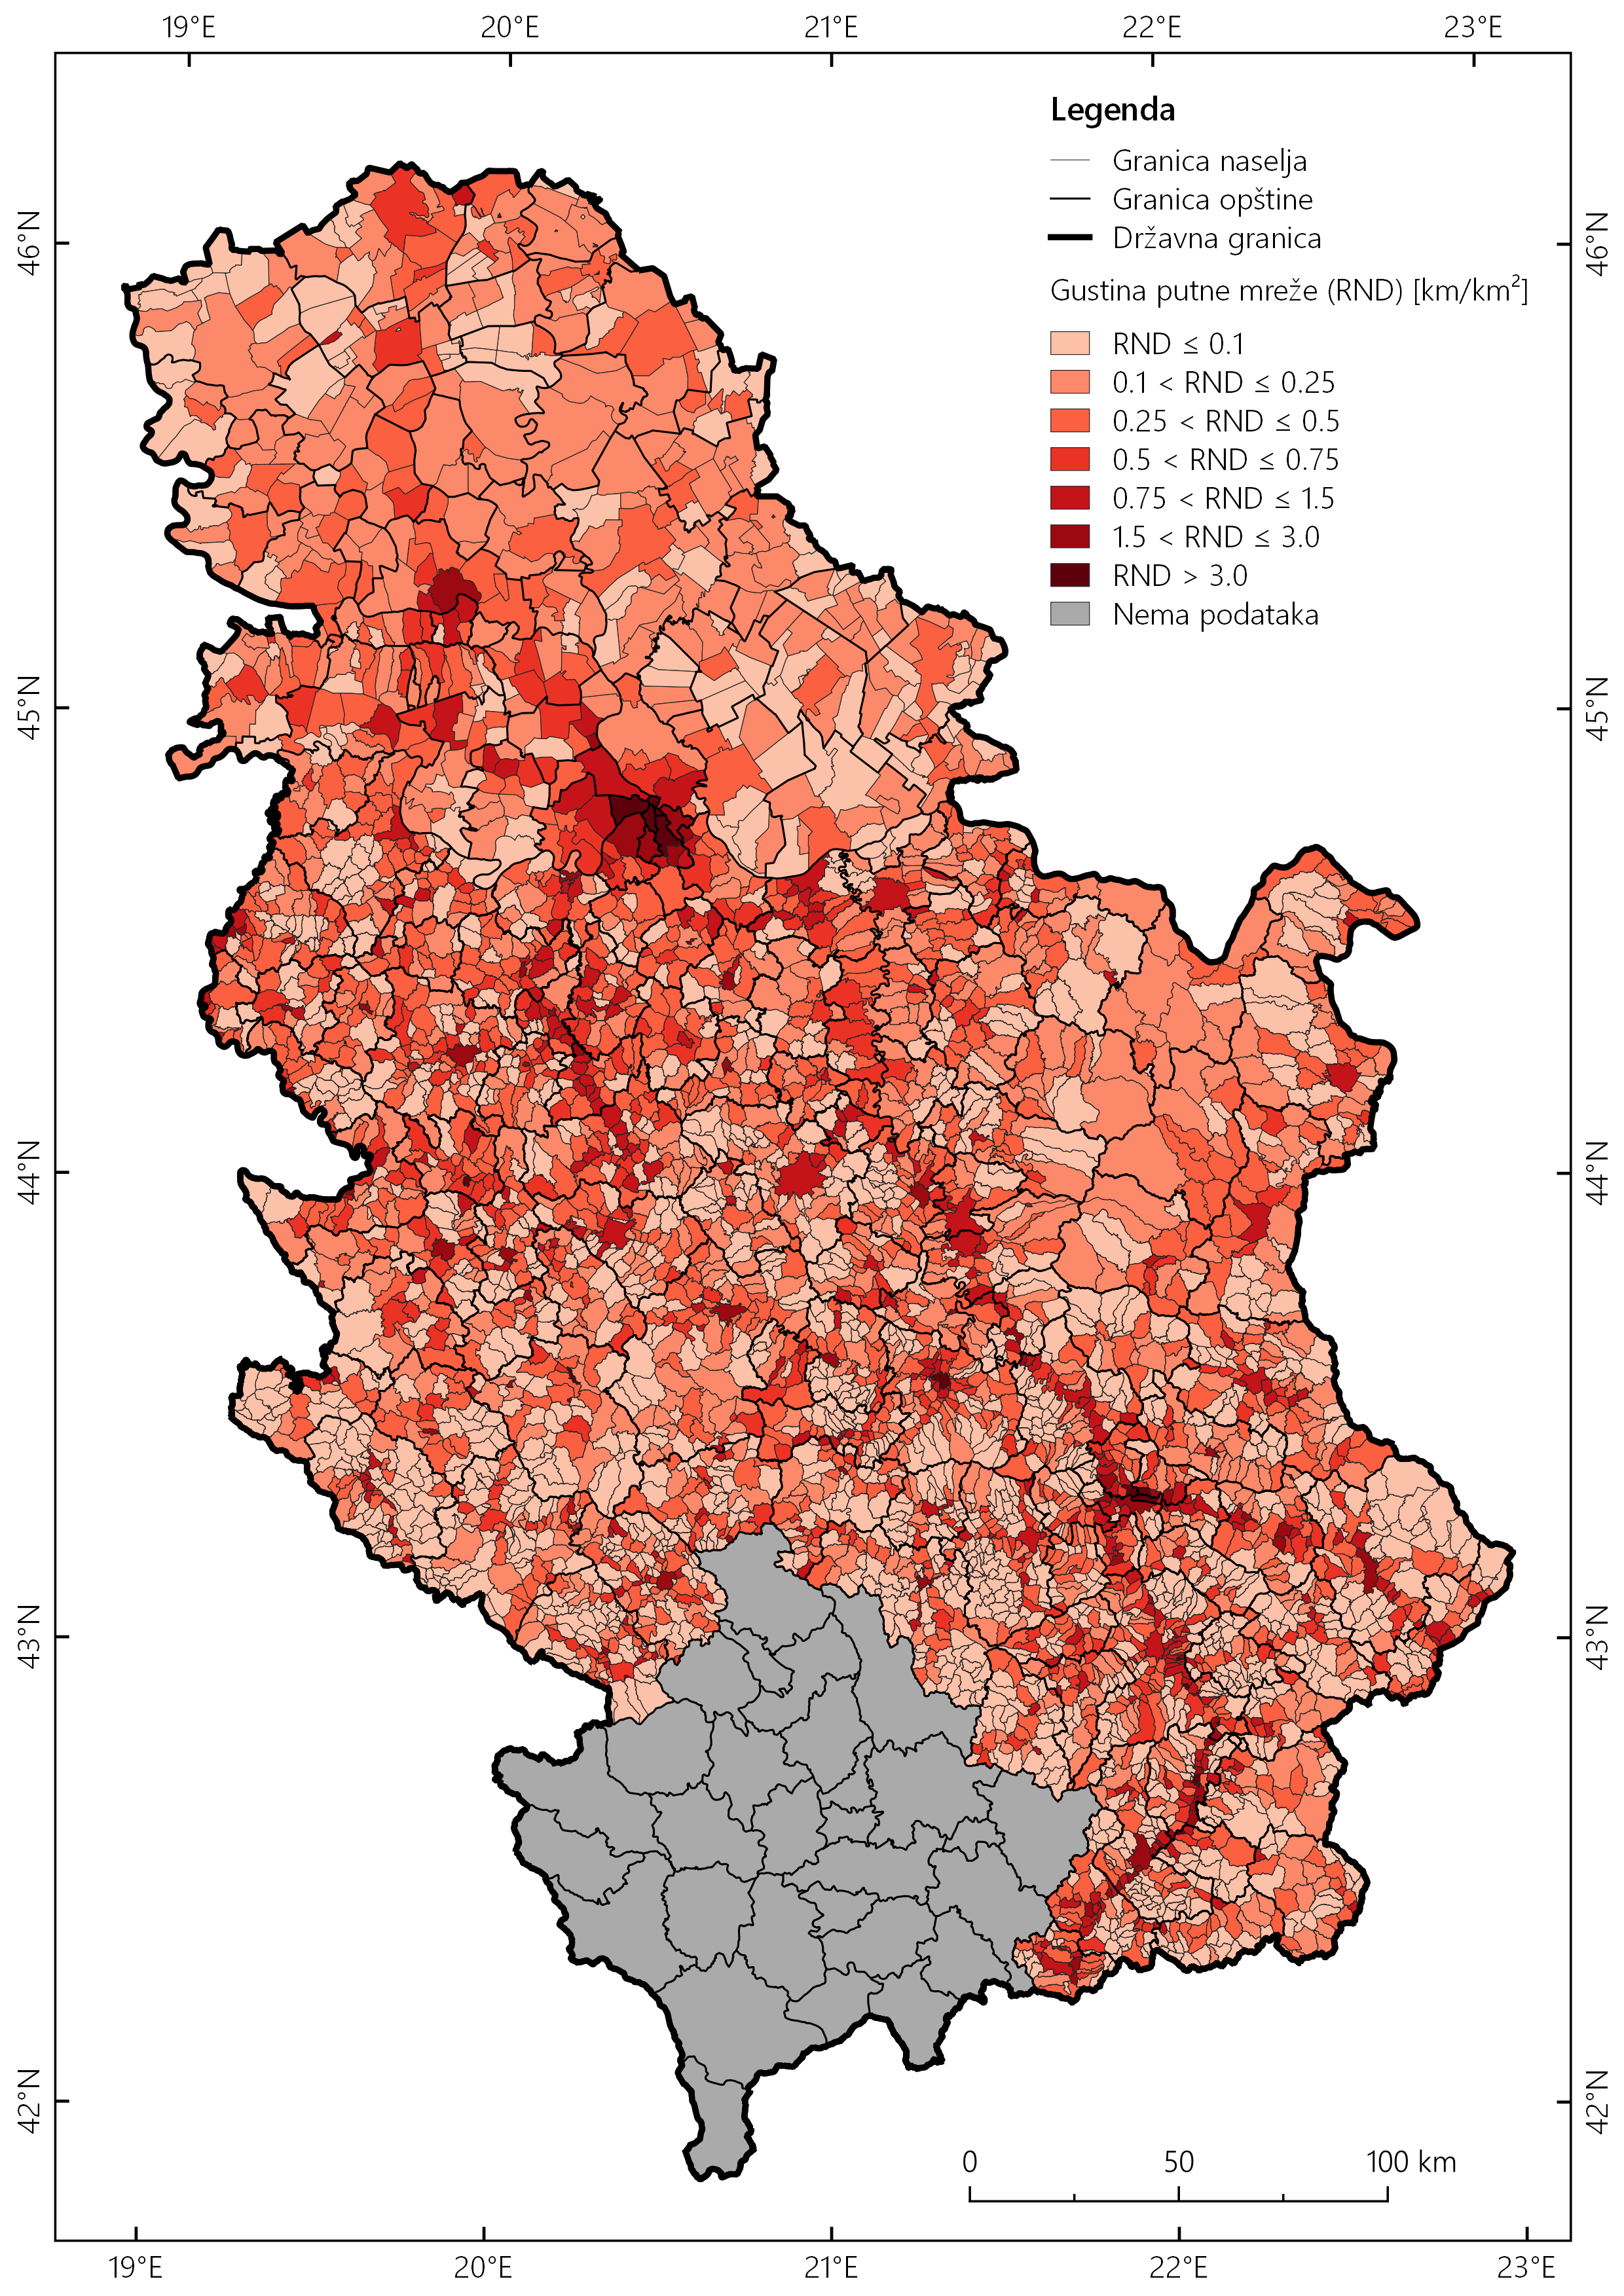 19°E 20°E 21°E 22°E 23°E
Legenda
Granica naselja
Granica opštine
Državna granica
Gustina putne mreže (RND) [km/km²]
RND ≤ 0.1
0.1 < RND ≤ 0.25
0.25 < RND ≤ 0.5
0.5 < RND ≤ 0.75
0.75 < RND ≤ 1.5
1.5 < RND ≤ 3.0
RND > 3.0
Nema podataka
46°N 46°N
45°N 45°N
44°N 44°N
43°N 43°N
42°N 42°N
0 50 100 km
19°E 20°E 21°E 22°E 23°E